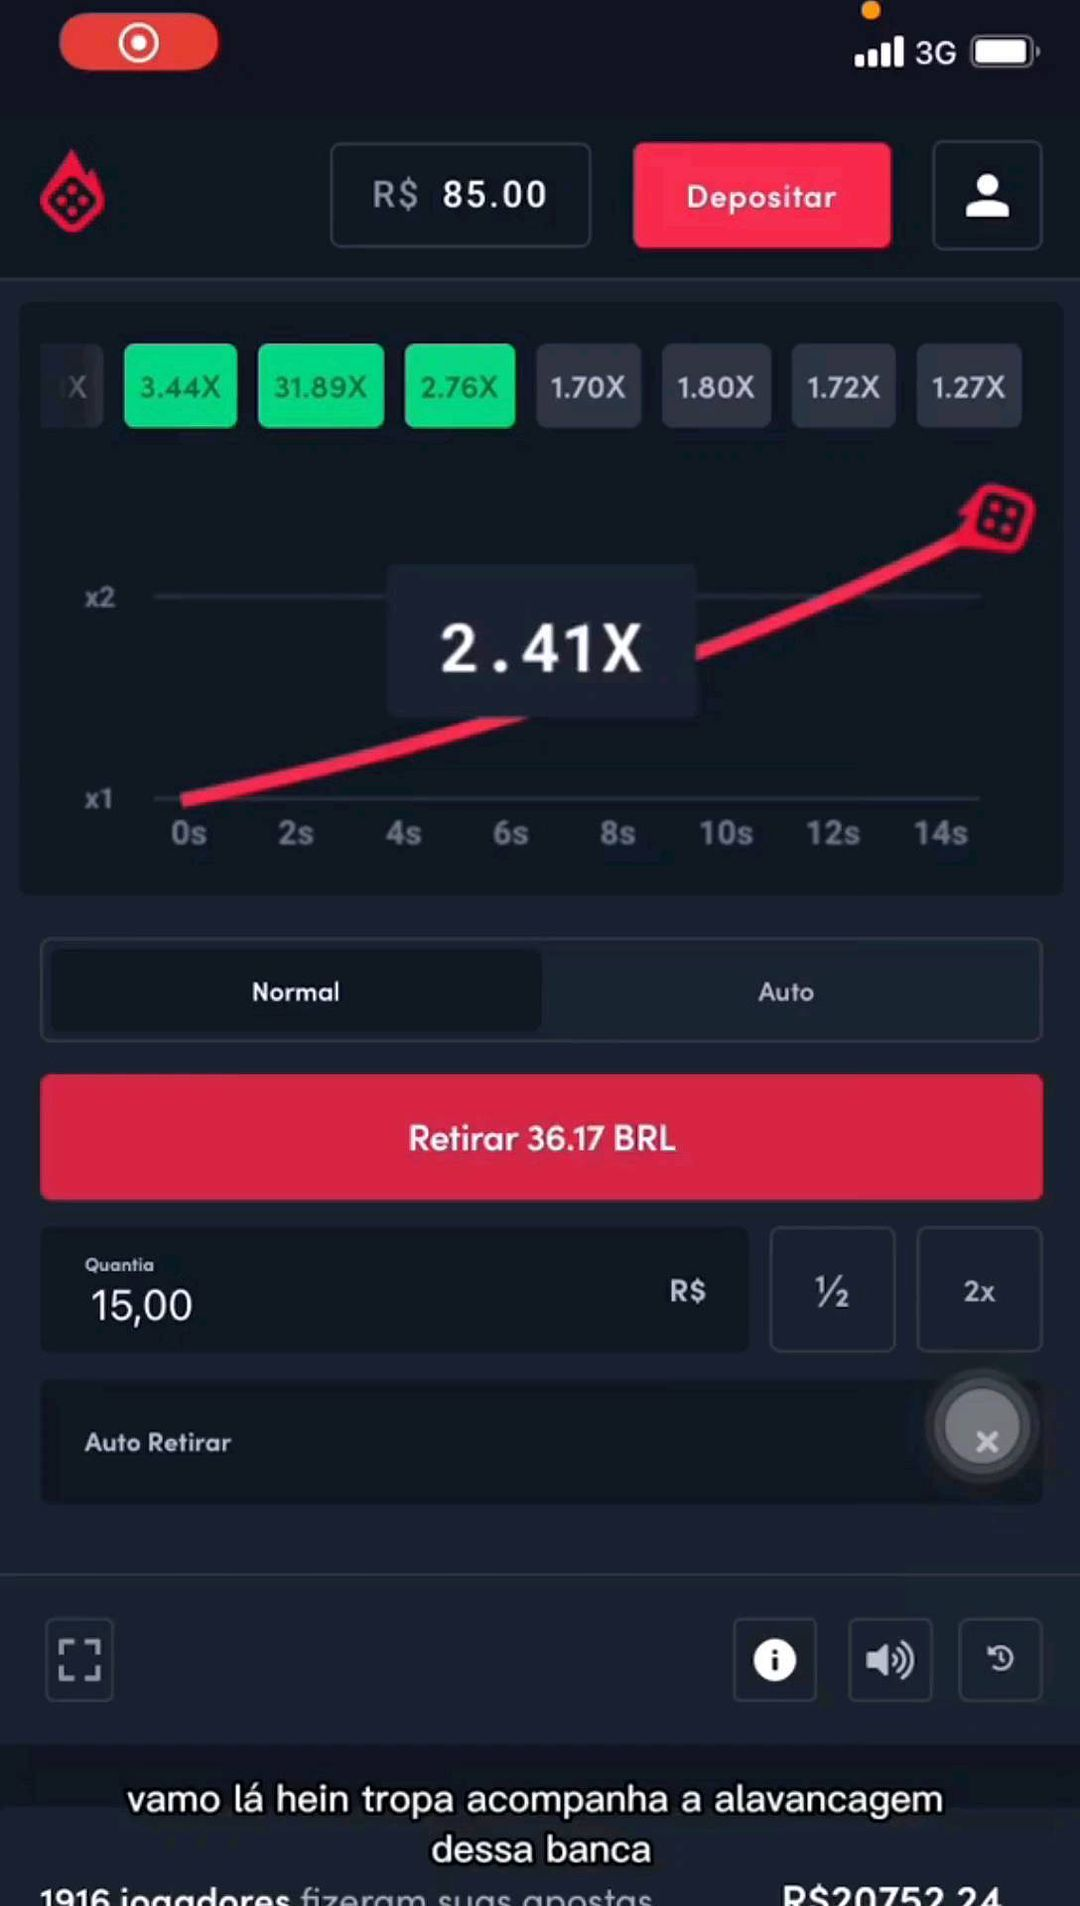 3G
R$ 85.00
Depositar
X 3.44X 31.89X 2.76X 1.70X 1.80X 1.72X 1.27X
x2
2.41X
x1
0s 2s 4s 6s 8s 10s 12s 14s
Normal Auto
Retirar 36.17 BRL
Quantia
15,00 R$ ½ 2x
Auto Retirar
vamo lá hein tropa acompanha a alavancagem
dessa banca
1916 jogadores fizeram suas apostas R$20752.24